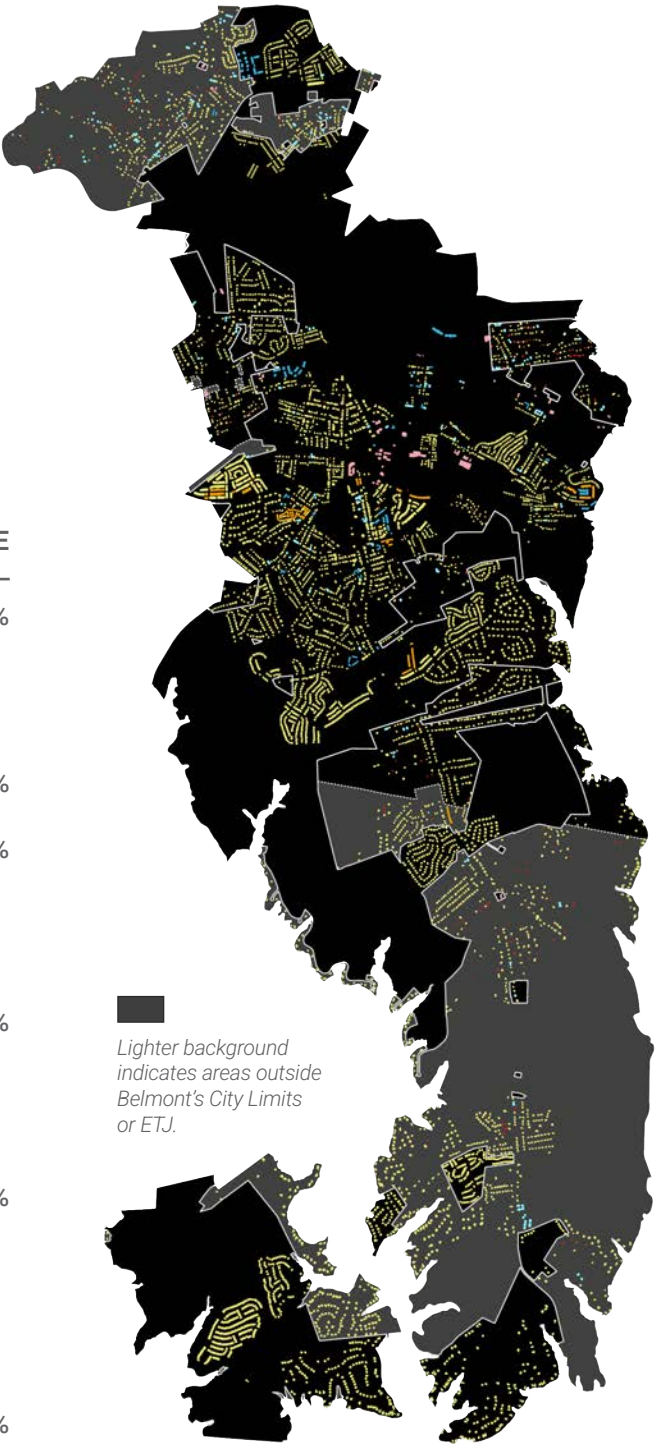 E
%
%
%
%
%
%
Lighter background
indicates areas outside
Belmont's City Limits
or ETJ.